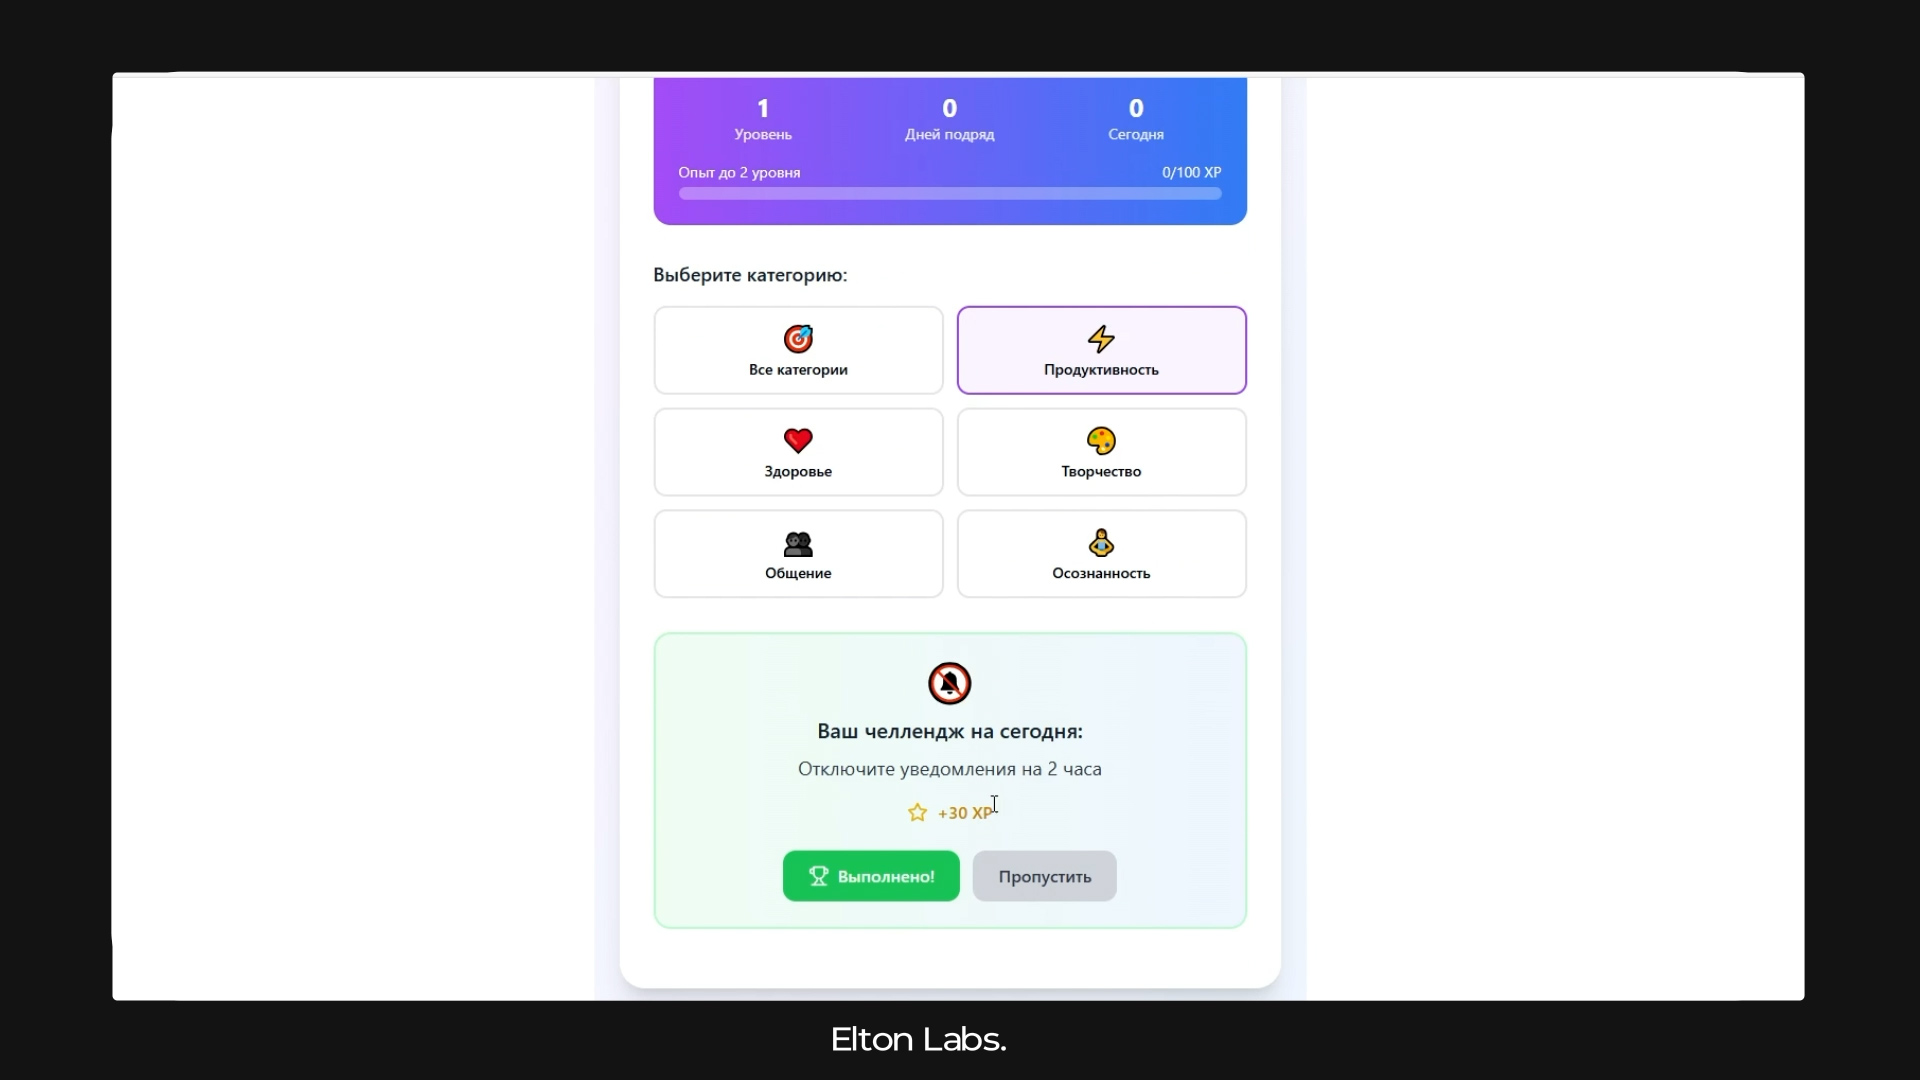 1 0 0
Уровень Дней подряд Сегодня
Опыт до 2 уровня 0/100 XP
Выберите категорию:
Все категории Продуктивность
Здоровье Творчество
Общение Осознанность
Ваш челлендж на сегодня:
Отключите уведомления на 2 часа
+30 XP
Выполнено! Пропустить
Elton Labs.